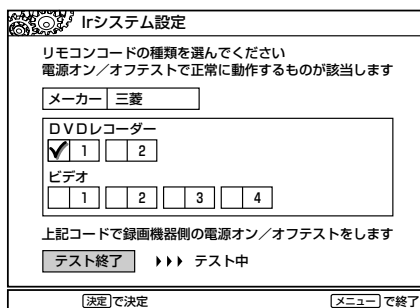 Irシステム設定
リモコンコードの種類を選んでください
電源オン／オフテストで正常に動作するものが該当します
メーカー 三菱
ＤＶＤレコーダー
1 2
ビデオ
1 2 3 4
上記コードで録画機器側の電源オン／オフテストをします
テスト終了 テスト中
決定で決定 メニューで終了